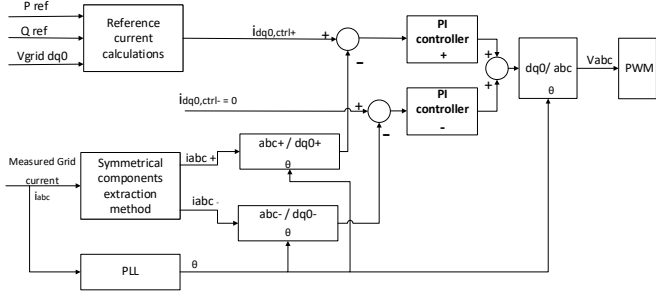 P ref
Q ref
Vgrid dq0
Reference
current
calculations
idq0,ctrl+
+
−
PI
controller
+
+
+
dq0/ abc
θ
Vabc
PWM
idq0,ctrl- = 0
+
−
PI
controller
-
Measured Grid
current
iabc
Symmetrical
components
extraction
method
iabc +
abc+ / dq0+
θ
iabc -
abc- / dq0-
θ
PLL
θ